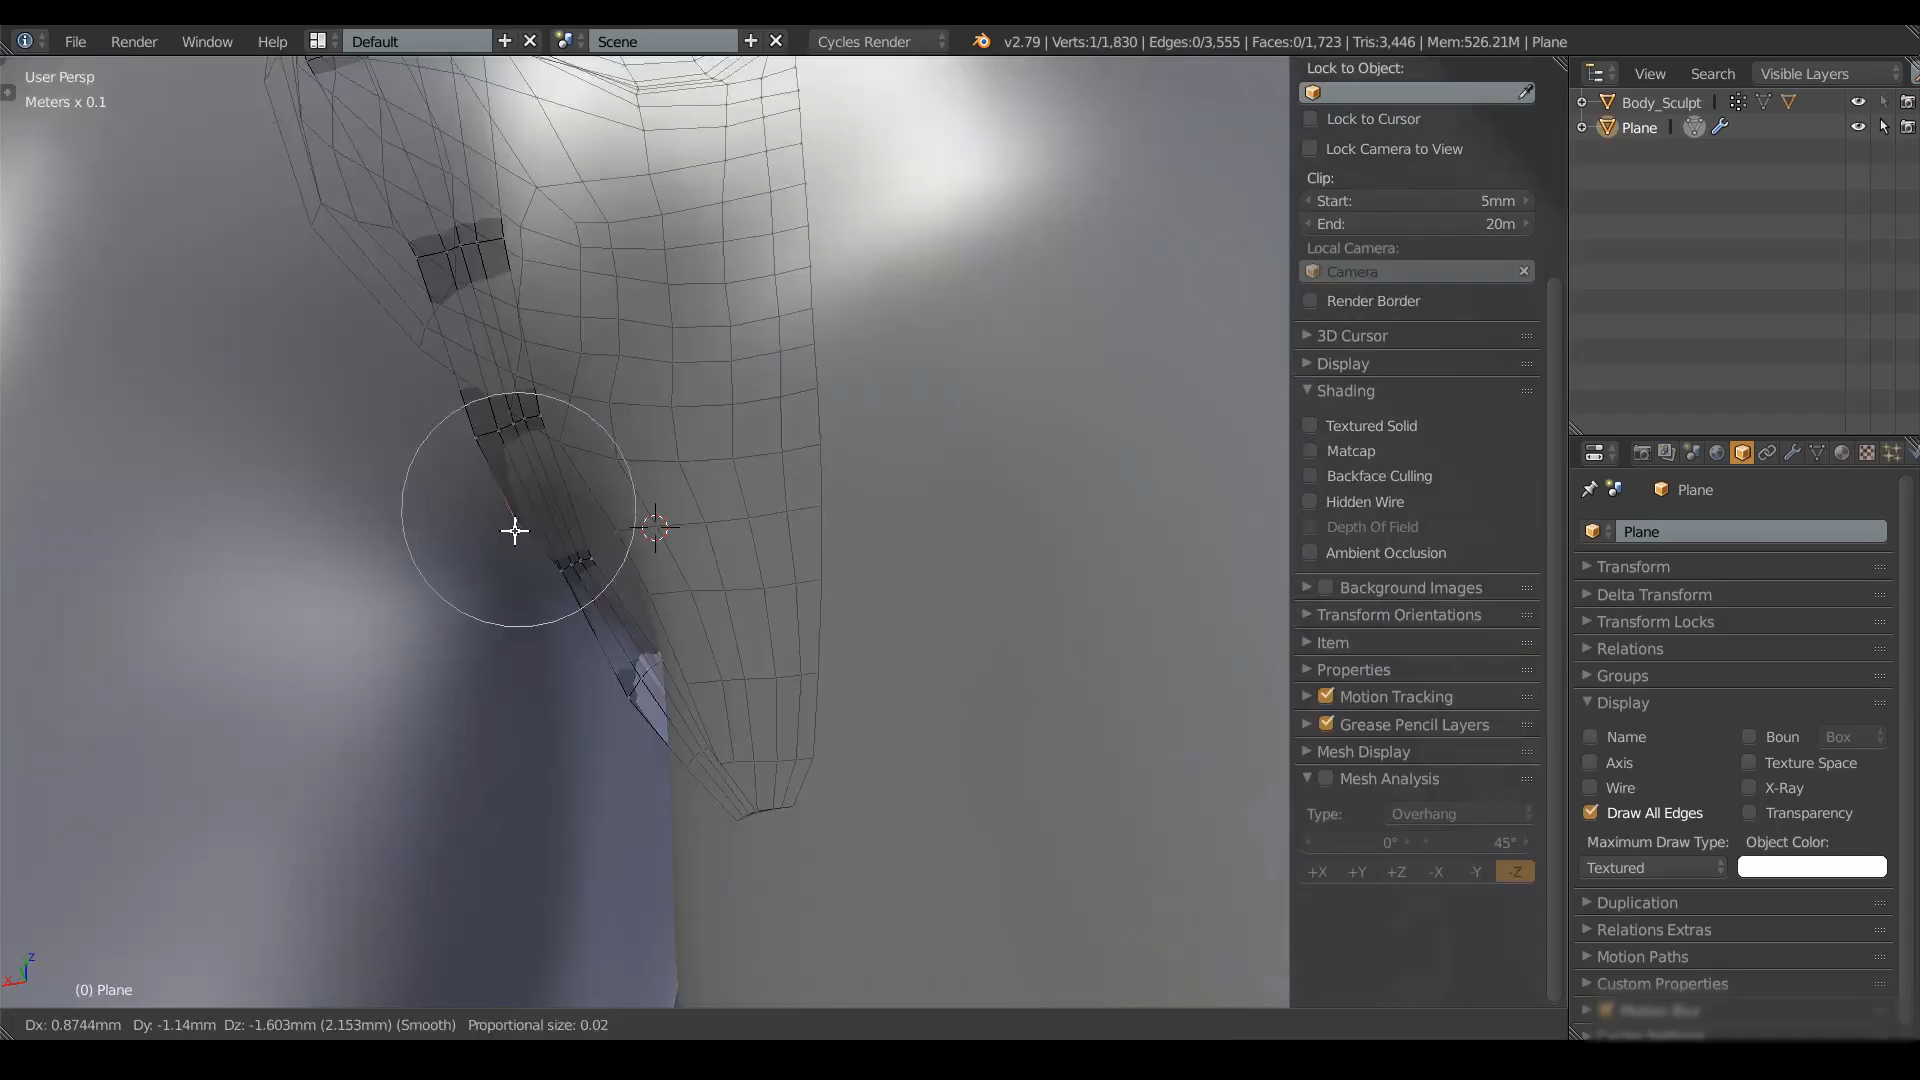 File Render Window Help Default Scene Cycles Render v2.79 | Verts:1/1,830 | Edges:0/3,555 | Faces:0/1,723 | Tris:3,446 | Mem:526.21M | Plane
User Persp
Meters x 0.1
Lock to Object:
Lock to Cursor
Lock Camera to View
Clip:
Start: 5mm
End: 20m
Local Camera:
Camera
Render Border
3D Cursor
Display
Shading
Textured Solid
Matcap
Backface Culling
Hidden Wire
Depth Of Field
Ambient Occlusion
Background Images
Transform Orientations
Item
Properties
Motion Tracking
Grease Pencil Layers
Mesh Display
Mesh Analysis
Type: Overhang
0° 45°
+X +Y +Z -X -Y -Z
View Search Visible Layers
Body_Sculpt
Plane
Plane
Plane
Transform
Delta Transform
Transform Locks
Relations
Groups
Display
Name Boun Box
Axis Texture Space
Wire X-Ray
Draw All Edges Transparency
Maximum Draw Type: Object Color:
Textured
Duplication
Relations Extras
Motion Paths
Custom Properties
Motion Blur
z
x
(0) Plane
Dx: 0.8744mm Dy: -1.14mm Dz: -1.603mm (2.153mm) (Smooth) Proportional size: 0.02